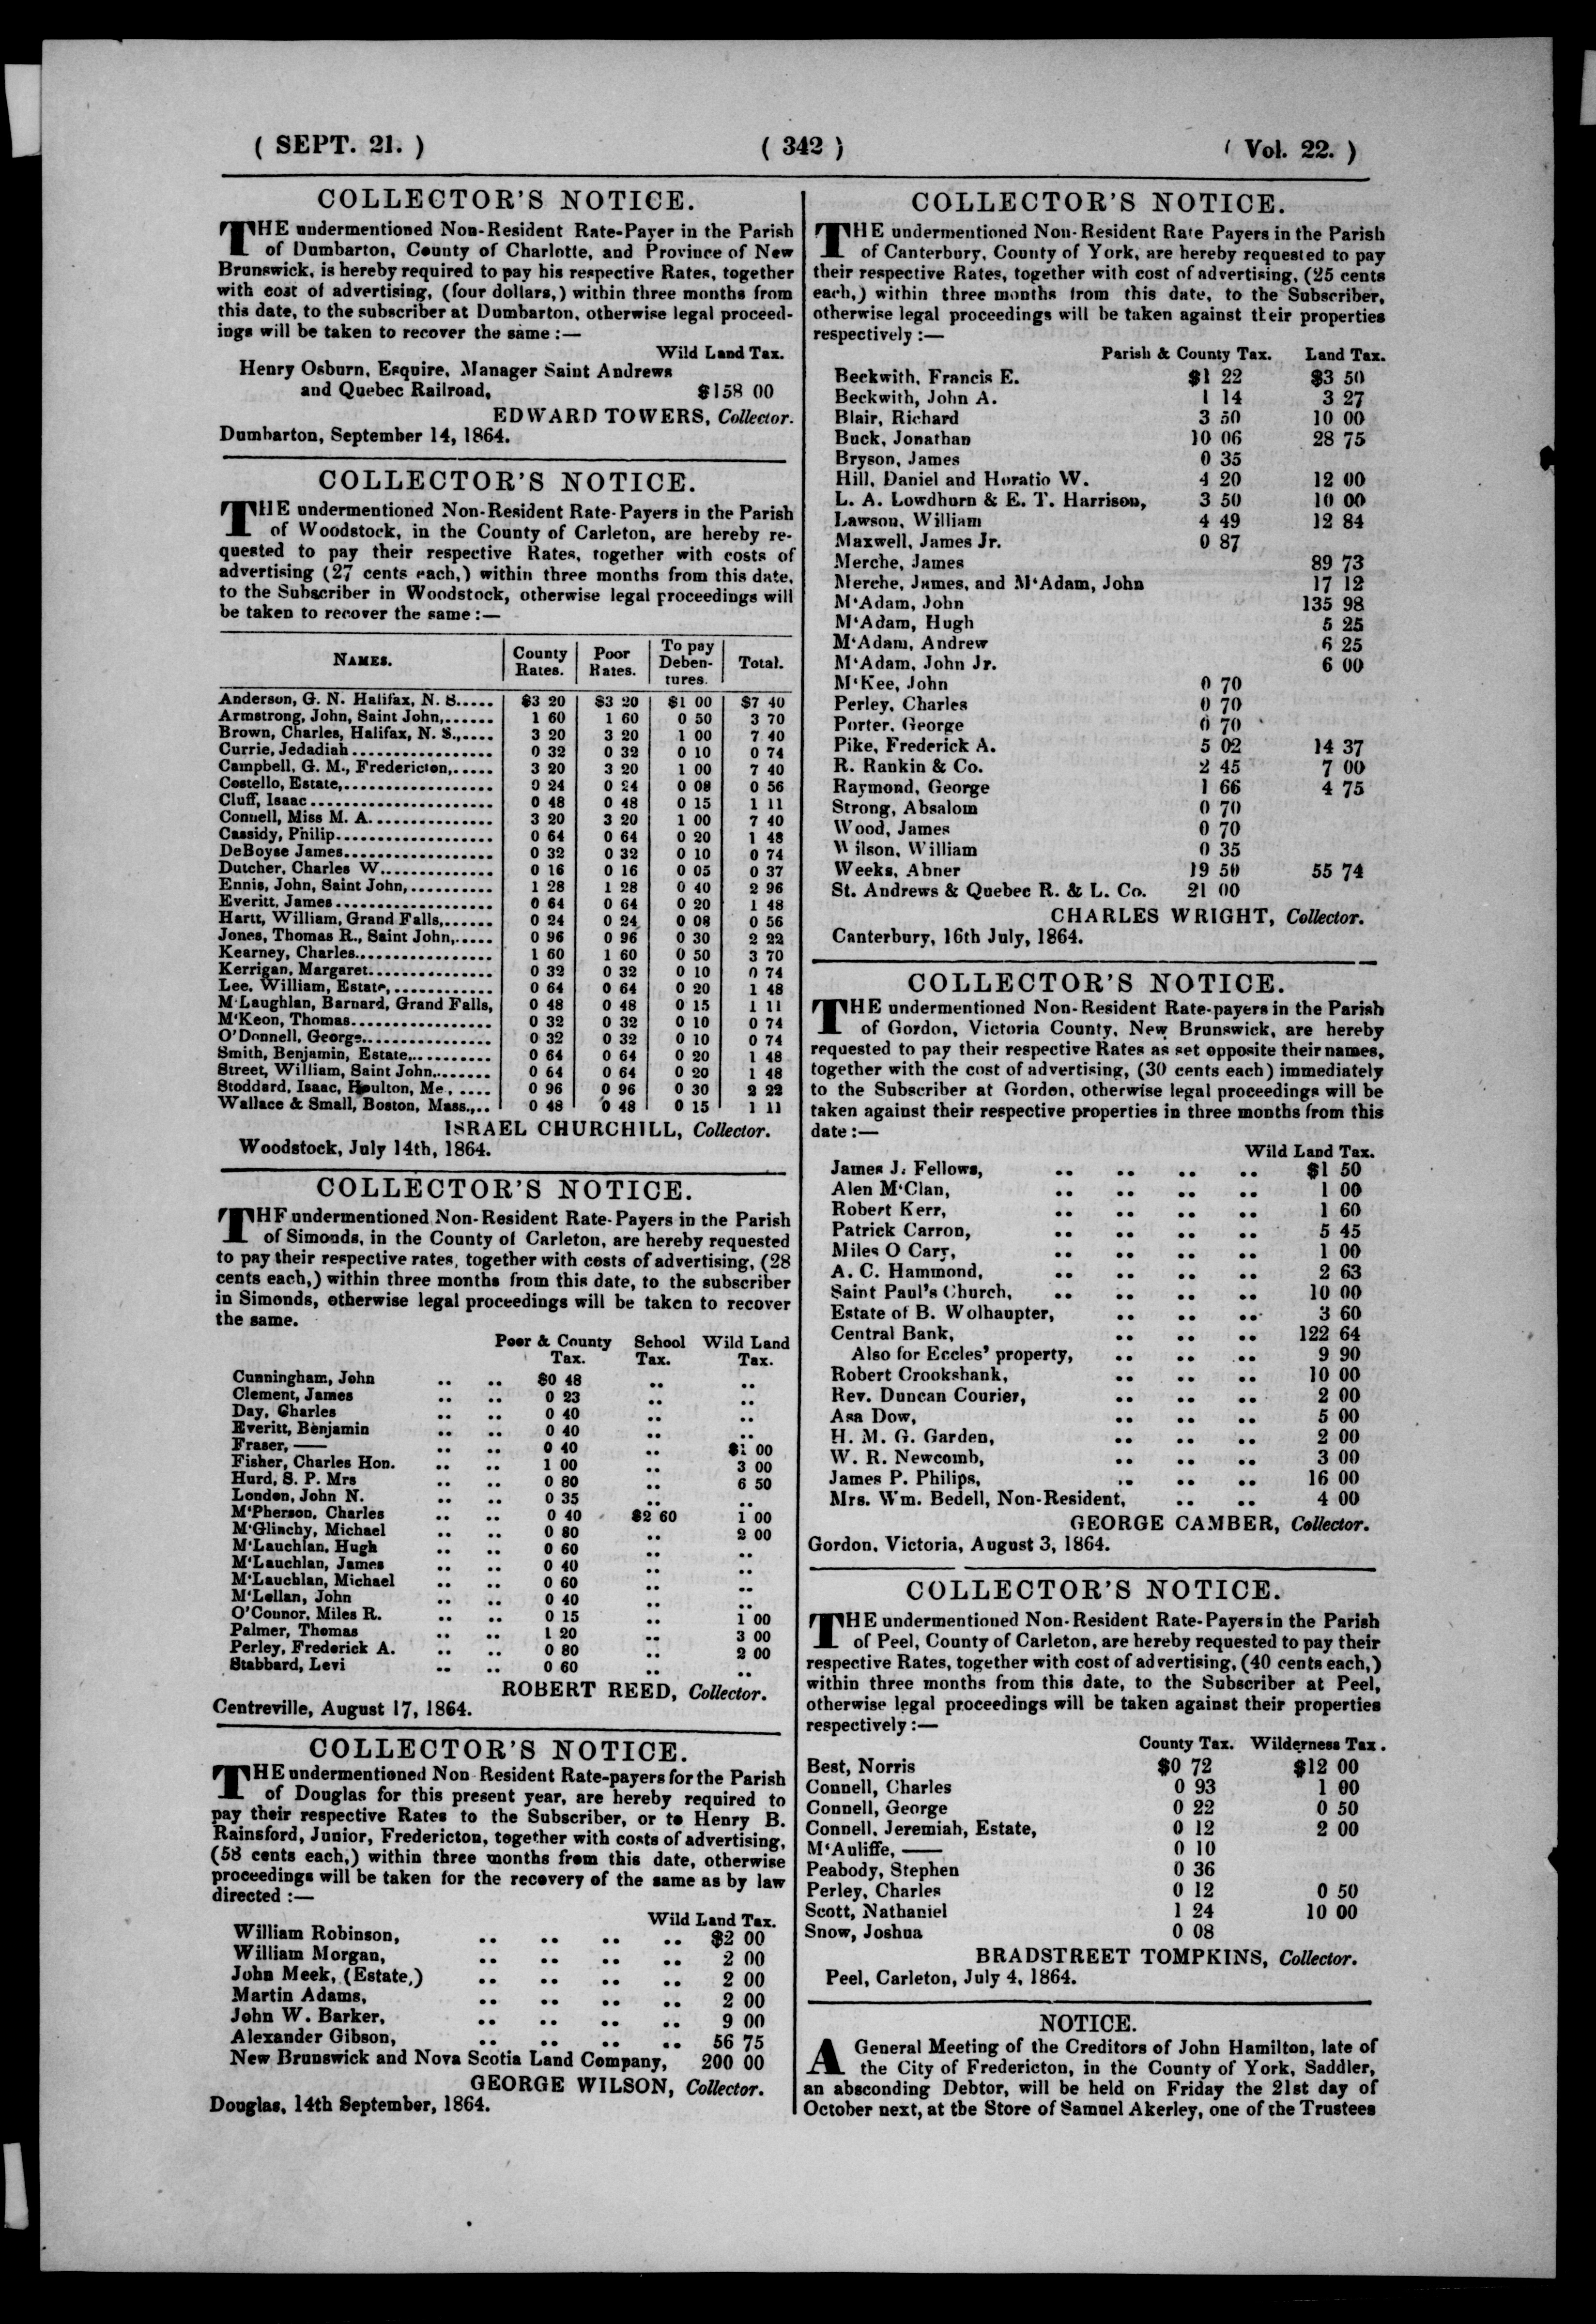 ( SEPT. 21. )
( 342 )
( Vol. 22. )
COLLECTOR'S NOTICE.
THE undermentioned Non-Resident Rate-Payer in the Parish
of Dumbarton, County of Charlotte, and Province of New
Brunswick, is hereby required to pay his respective Rates, together
with cost of advertising, (four dollars,) within three months from
this date, to the subscriber at Dumbarton, otherwise legal proceed-
ings will be taken to recover the same :—
Wild Land Tax.
Henry Osburn, Esquire, Manager Saint Andrews
and Quebec Railroad, $158 00
EDWARD TOWERS, Collector.
Dumbarton, September 14, 1864.
COLLECTOR'S NOTICE.
THE undermentioned Non-Resident Rate-Payers in the Parish
of Woodstock, in the County of Carleton, are hereby re-
quested to pay their respective Rates, together with costs of
advertising (27 cents each,) within three months from this date,
to the Subscriber in Woodstock, otherwise legal proceedings will
be taken to recover the same :—
NAMES. County Rates. Poor Rates. To pay Deben-tures. Total.
Anderson, G. N. Halifax, N. S..... $3 20 $3 20 $1 00 $7 40
Armstrong, John, Saint John,...... 1 60 1 60 0 50 3 70
Brown, Charles, Halifax, N. S.,.... 3 20 3 20 1 00 7 40
Currie, Jedadiah................. 0 32 0 32 0 10 0 74
Campbell, G. M., Fredericton,..... 3 20 3 20 1 00 7 40
Costello, Estate,.................. 0 24 0 24 0 08 0 56
Cluff, Isaac...................... 0 48 0 48 0 15 1 11
Connell, Miss M. A............... 3 20 3 20 1 00 7 40
Cassidy, Philip................... 0 64 0 64 0 20 1 48
DeBoyse James.................. 0 32 0 32 0 10 0 74
Dutcher, Charles W.............. 0 16 0 16 0 05 0 37
Ennis, John, Saint John,.......... 1 28 1 28 0 40 2 96
Everitt, James................... 0 64 0 64 0 20 1 48
Hartt, William, Grand Falls,...... 0 24 0 24 0 08 0 56
Jones, Thomas R., Saint John,..... 0 96 0 96 0 30 2 22
Kearney, Charles................. 1 60 1 60 0 50 3 70
Kerrigan, Margaret............... 0 32 0 32 0 10 0 74
Lee, William, Estate,............ 0 64 0 64 0 20 1 48
M'Laughlan, Barnard, Grand Falls, 0 48 0 48 0 15 1 11
M'Keon, Thomas................. 0 32 0 32 0 10 0 74
O'Donnell, George................ 0 32 0 32 0 10 0 74
Smith, Benjamin, Estate,.......... 0 64 0 64 0 20 1 48
Street, William, Saint John....... 0 64 0 64 0 20 1 48
Stoddard, Isaac, Houlton, Me, .... 0 96 0 96 0 30 2 22
Wallace & Small, Boston, Mass.,.. 0 48 0 48 0 15 1 11
ISRAEL CHURCHILL, Collector.
Woodstock, July 14th, 1864.
COLLECTOR'S NOTICE.
THF undermentioned Non-Resident Rate-Payers in the Parish
of Simonds, in the County of Carleton, are hereby requested
to pay their respective rates, together with costs of advertising, (28
cents each,) within three months from this date, to the subscriber
in Simonds, otherwise legal proceedings will be taken to recover
the same.
Poor & County Tax. School Tax. Wild Land Tax.
Cunningham, John .. .. $0 48 .. ..
Clement, James .. .. 0 23 .. ..
Day, Charles .. .. 0 40 .. ..
Everitt, Benjamin .. .. 0 40 .. ..
Fraser, —— .. .. 0 40 .. $1 00
Fisher, Charles Hon. .. .. 1 00 .. 3 00
Hurd, S. P. Mrs .. .. 0 80 .. 6 50
London, John N. .. .. 0 35 .. ..
M'Pherson, Charles .. .. 0 40 $2 60 1 00
M'Glinchy, Michael .. .. 0 80 .. 2 00
M'Lauchlan, Hugh .. .. 0 60 .. ..
M'Lauchlan, James .. .. 0 40 .. ..
M'Lauchlan, Michael .. .. 0 60 .. ..
M'Lellan, John .. .. 0 40 .. ..
O'Connor, Miles R. .. .. 0 15 .. 1 00
Palmer, Thomas .. .. 1 20 .. 3 00
Perley, Frederick A. .. .. 0 80 .. 2 00
Stabbard, Levi .. .. 0 60 .. ..
ROBERT REED, Collector.
Centreville, August 17, 1864.
COLLECTOR'S NOTICE.
THE undermentioned Non Resident Rate-payers for the Parish
of Douglas for this present year, are hereby required to
pay their respective Rates to the Subscriber, or to Henry B.
Rainsford, Junior, Fredericton, together with costs of advertising,
(58 cents each,) within three months from this date, otherwise
proceedings will be taken for the recovery of the same as by law
directed :—
Wild Land Tax.
William Robinson, .. .. .. .. $2 00
William Morgan, .. .. .. .. 2 00
John Meek, (Estate,) .. .. .. .. 2 00
Martin Adams, .. .. .. .. 2 00
John W. Barker, .. .. .. .. 9 00
Alexander Gibson, .. .. .. .. 56 75
New Brunswick and Nova Scotia Land Company, 200 00
GEORGE WILSON, Collector.
Douglas, 14th September, 1864.
COLLECTOR'S NOTICE.
THE undermentioned Non-Resident Rate Payers in the Parish
of Canterbury, County of York, are hereby requested to pay
their respective Rates, together with cost of advertising, (25 cents
each,) within three months from this date, to the Subscriber,
otherwise legal proceedings will be taken against their properties
respectively :—
Parish & County Tax. Land Tax.
Beckwith, Francis E. $1 22 $3 50
Beckwith, John A. 1 14 3 27
Blair, Richard 3 50 10 00
Buck, Jonathan 10 06 28 75
Bryson, James 0 35
Hill, Daniel and Horatio W. 4 20 12 00
L. A. Lowdhurn & E. T. Harrison, 3 50 10 00
Lawson, William 4 49 12 84
Maxwell, James Jr. 0 87
Merche, James 89 73
Merche, James, and M'Adam, John 17 12
M'Adam, John 135 98
M'Adam, Hugh 5 25
M'Adam, Andrew 6 25
M'Adam, John Jr. 6 00
M'Kee, John 0 70
Perley, Charles 0 70
Porter, George 0 70
Pike, Frederick A. 5 02 14 37
R. Rankin & Co. 2 45 7 00
Raymond, George 1 66 4 75
Strong, Absalom 0 70
Wood, James 0 70
Wilson, William 0 35
Weeks, Abner 19 50 55 74
St. Andrews & Quebec R. & L. Co. 21 00
CHARLES WRIGHT, Collector.
Canterbury, 16th July, 1864.
COLLECTOR'S NOTICE.
THE undermentioned Non-Resident Rate-payers in the Parish
of Gordon, Victoria County, New Brunswick, are hereby
requested to pay their respective Rates as set opposite their names,
together with the cost of advertising, (30 cents each) immediately
to the Subscriber at Gordon, otherwise legal proceedings will be
taken against their respective properties in three months from this
date :—
Wild Land Tax.
James J. Fellows, .. .. .. .. $1 50
Alen M'Clan, .. .. .. .. 1 00
Robert Kerr, .. .. .. .. 1 60
Patrick Carron, .. .. .. .. 5 45
Miles O Carr, .. .. .. .. 1 00
A. C. Hammond, .. .. .. .. 2 63
Saint Paul's Church, .. .. .. .. 10 00
Estate of B. Wolhaupter, .. .. .. 3 60
Central Bank, .. .. .. 122 64
Also for Eccles' property, .. .. .. 9 90
Robert Crookshank, .. .. .. 10 00
Rev. Duncan Courier, .. .. .. 2 00
Asa Dow, .. .. .. 5 00
H. M. G. Garden, .. .. .. 2 00
W. R. Newcomb, .. .. .. 3 00
James P. Philips, .. .. .. 16 00
Mrs. Wm. Bedell, Non-Resident, .. .. 4 00
GEORGE CAMBER, Collector.
Gordon, Victoria, August 3, 1864.
COLLECTOR'S NOTICE.
THE undermentioned Non-Resident Rate-Payers in the Parish
of Peel, County of Carleton, are hereby requested to pay their
respective Rates, together with cost of advertising, (40 cents each,)
within three months from this date, to the Subscriber at Peel,
otherwise legal proceedings will be taken against their properties
respectively :—
County Tax. Wilderness Tax.
Best, Norris $0 72 $12 00
Connell, Charles 0 93 1 00
Connell, George 0 22 0 50
Connell, Jeremiah, Estate, 0 12 2 00
M'Auliffe, —— 0 10
Peabody, Stephen 0 36
Perley, Charles 0 12 0 50
Scott, Nathaniel 1 24 10 00
Snow, Joshua 0 08
BRADSTREET TOMPKINS, Collector.
Peel, Carleton, July 4, 1864.
NOTICE.
A General Meeting of the Creditors of John Hamilton, late of
the City of Fredericton, in the County of York, Saddler,
an absconding Debtor, will be held on Friday the 21st day of
October next, at the Store of Samuel Akerley, one of the Trustees